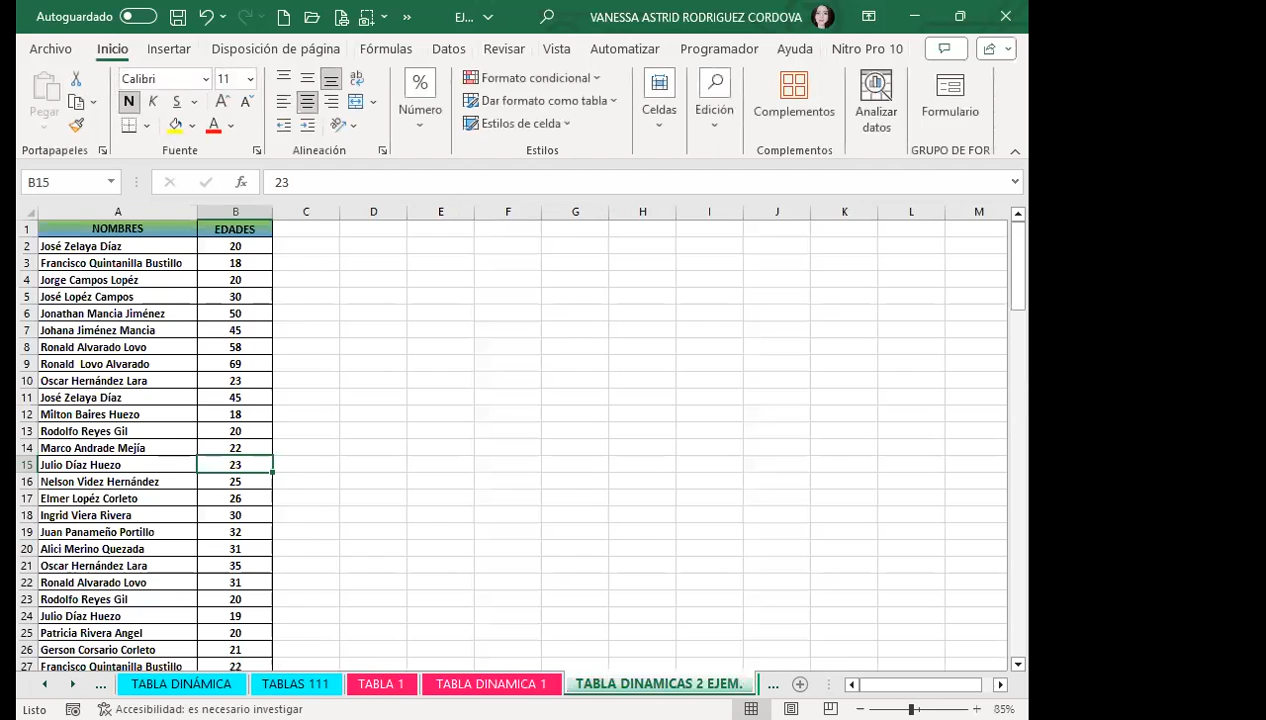 Autoguardado EJ... VANESSA ASTRID RODRIGUEZ CORDOVA
Archivo Inicio Insertar Disposición de página Fórmulas Datos Revisar Vista Automatizar Programador Ayuda Nitro Pro 10
Pegar
Portapapeles
Calibri 11
N K S
Fuente
ab
Alineación
%
Número
Formato condicional
Dar formato como tabla
Estilos de celda
Estilos
Celdas
Edición
Complementos
Complementos
Analizar
datos
Formulario
GRUPO DE FOR
B15 fx 23
A B C D E F G H I J K L M
1 NOMBRES EDADES
2 José Zelaya Díaz 20
3 Francisco Quintanilla Bustillo 18
4 Jorge Campos Lopéz 20
5 José Lopéz Campos 30
6 Jonathan Mancia Jiménez 50
7 Johana Jiménez Mancia 45
8 Ronald Alvarado Lovo 58
9 Ronald Lovo Alvarado 69
10 Oscar Hernández Lara 23
11 José Zelaya Díaz 45
12 Milton Baires Huezo 18
13 Rodolfo Reyes Gil 20
14 Marco Andrade Mejía 22
15 Julio Díaz Huezo 23
16 Nelson Videz Hernández 25
17 Elmer Lopéz Corleto 26
18 Ingrid Viera Rivera 30
19 Juan Panameño Portillo 32
20 Alici Merino Quezada 31
21 Oscar Hernández Lara 35
22 Ronald Alvarado Lovo 31
23 Rodolfo Reyes Gil 20
24 Julio Díaz Huezo 19
25 Patricia Rivera Angel 20
26 Gerson Corsario Corleto 21
27 Francisco Quintanilla Bustillo 22
... TABLA DINÁMICA TABLAS 111 TABLA 1 TABLA DINAMICA 1 TABLA DINAMICAS 2 EJEM. ...
Listo Accesibilidad: es necesario investigar 85%